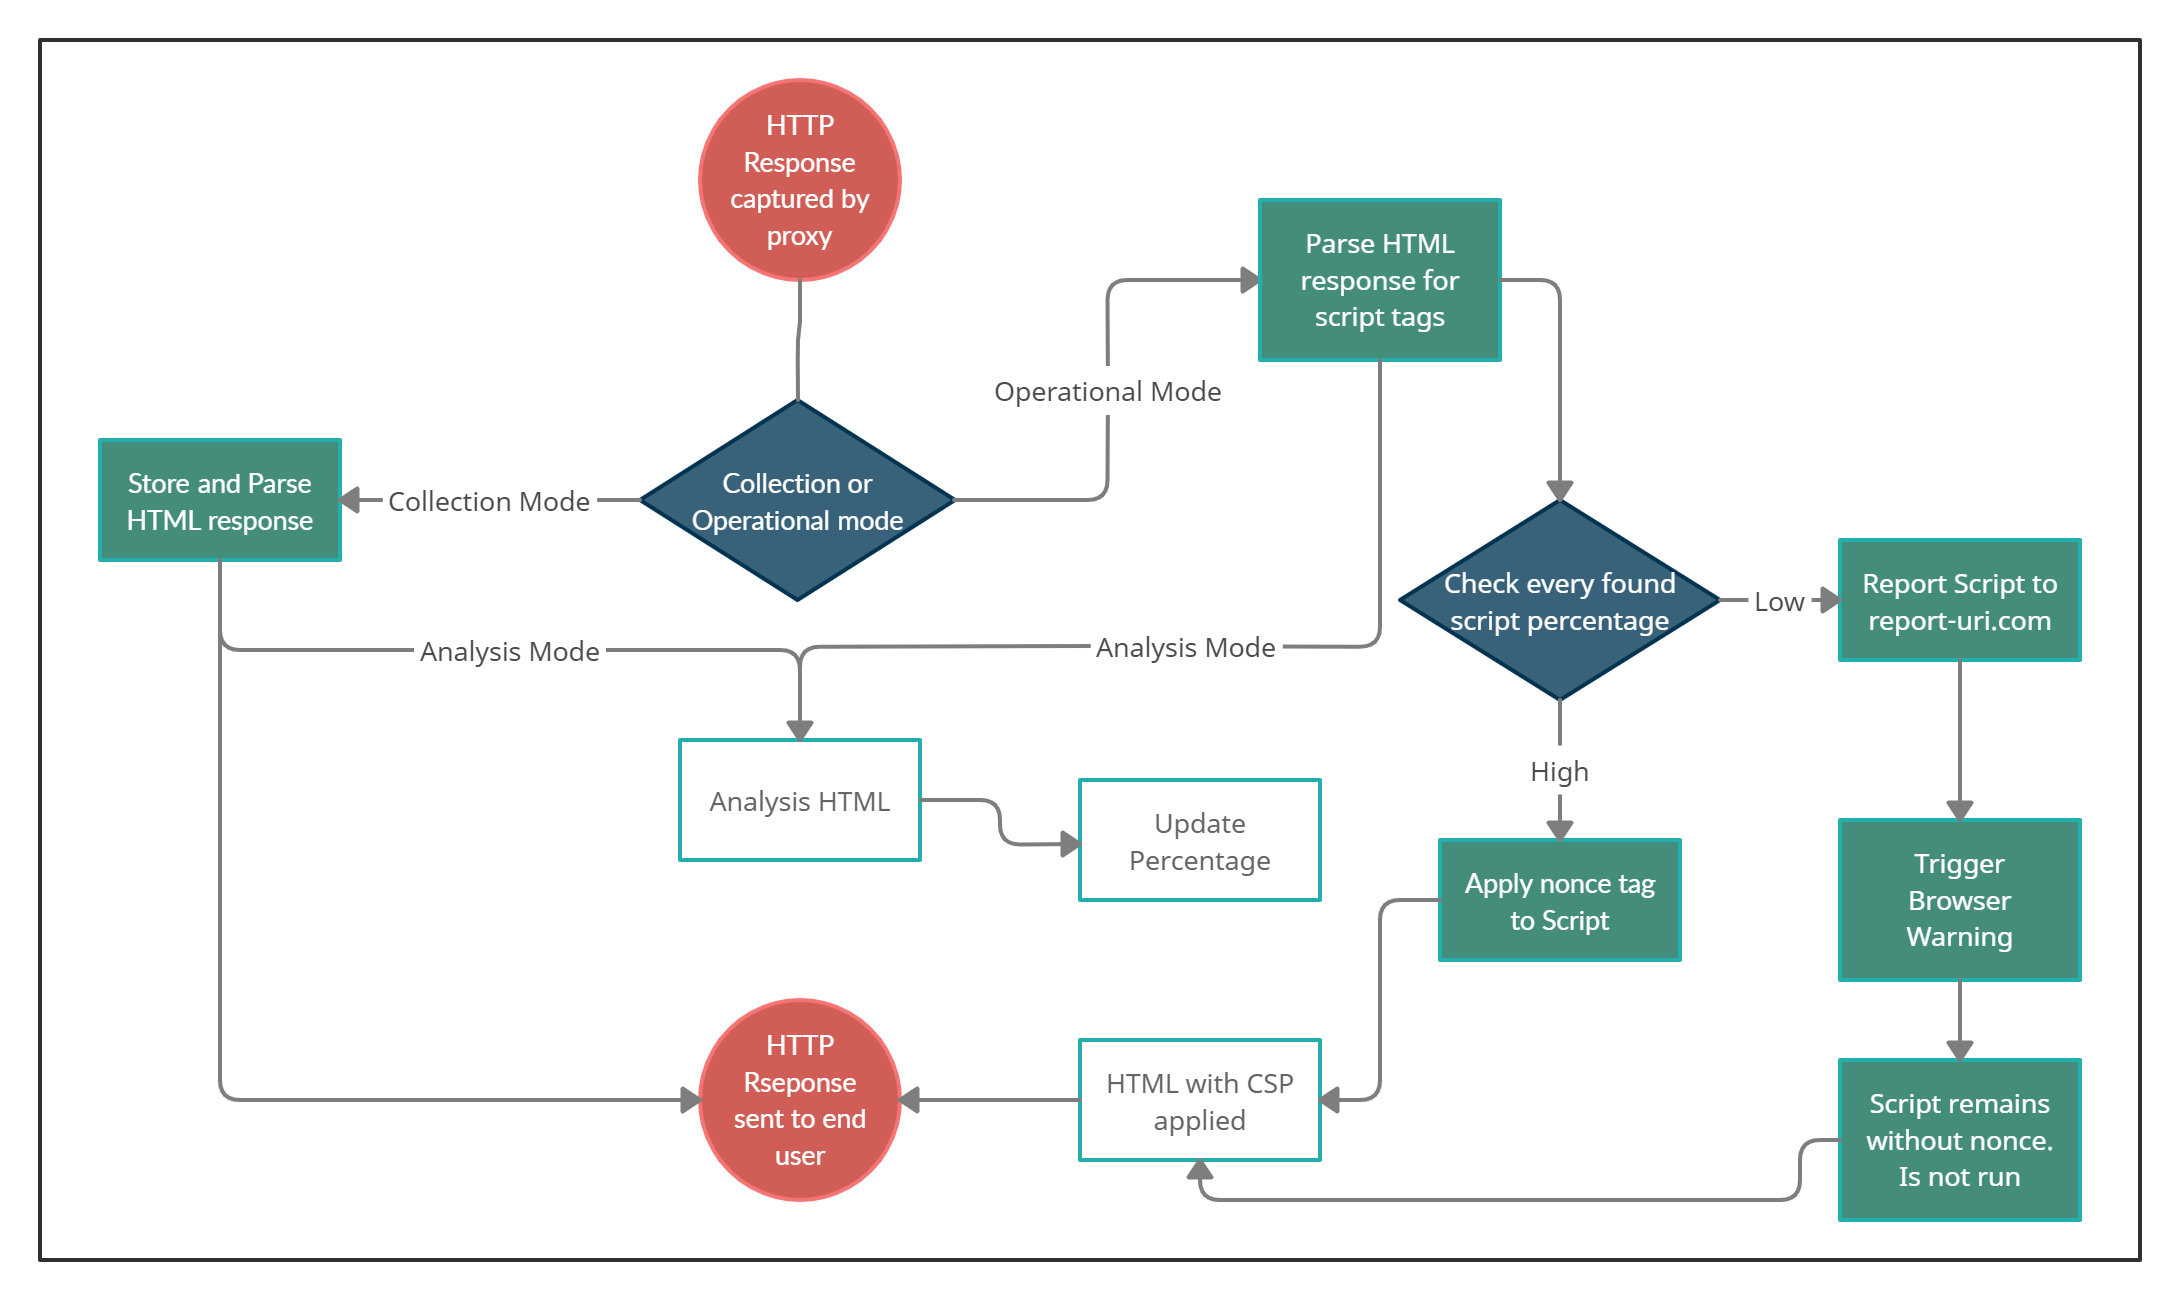 HTTP
Response
captured by
proxy
Parse HTML
response for
script tags
Operational Mode
Store and Parse
HTML response
Collection Mode
Collection or
Operational mode
Check every found
script percentage
Low
Report Script to
report-uri.com
Analysis Mode
Analysis Mode
High
Analysis HTML
Update
Percentage
Apply nonce tag
to Script
Trigger
Browser
Warning
HTTP
Rseponse
sent to end
user
HTML with CSP
applied
Script remains
without nonce.
Is not run